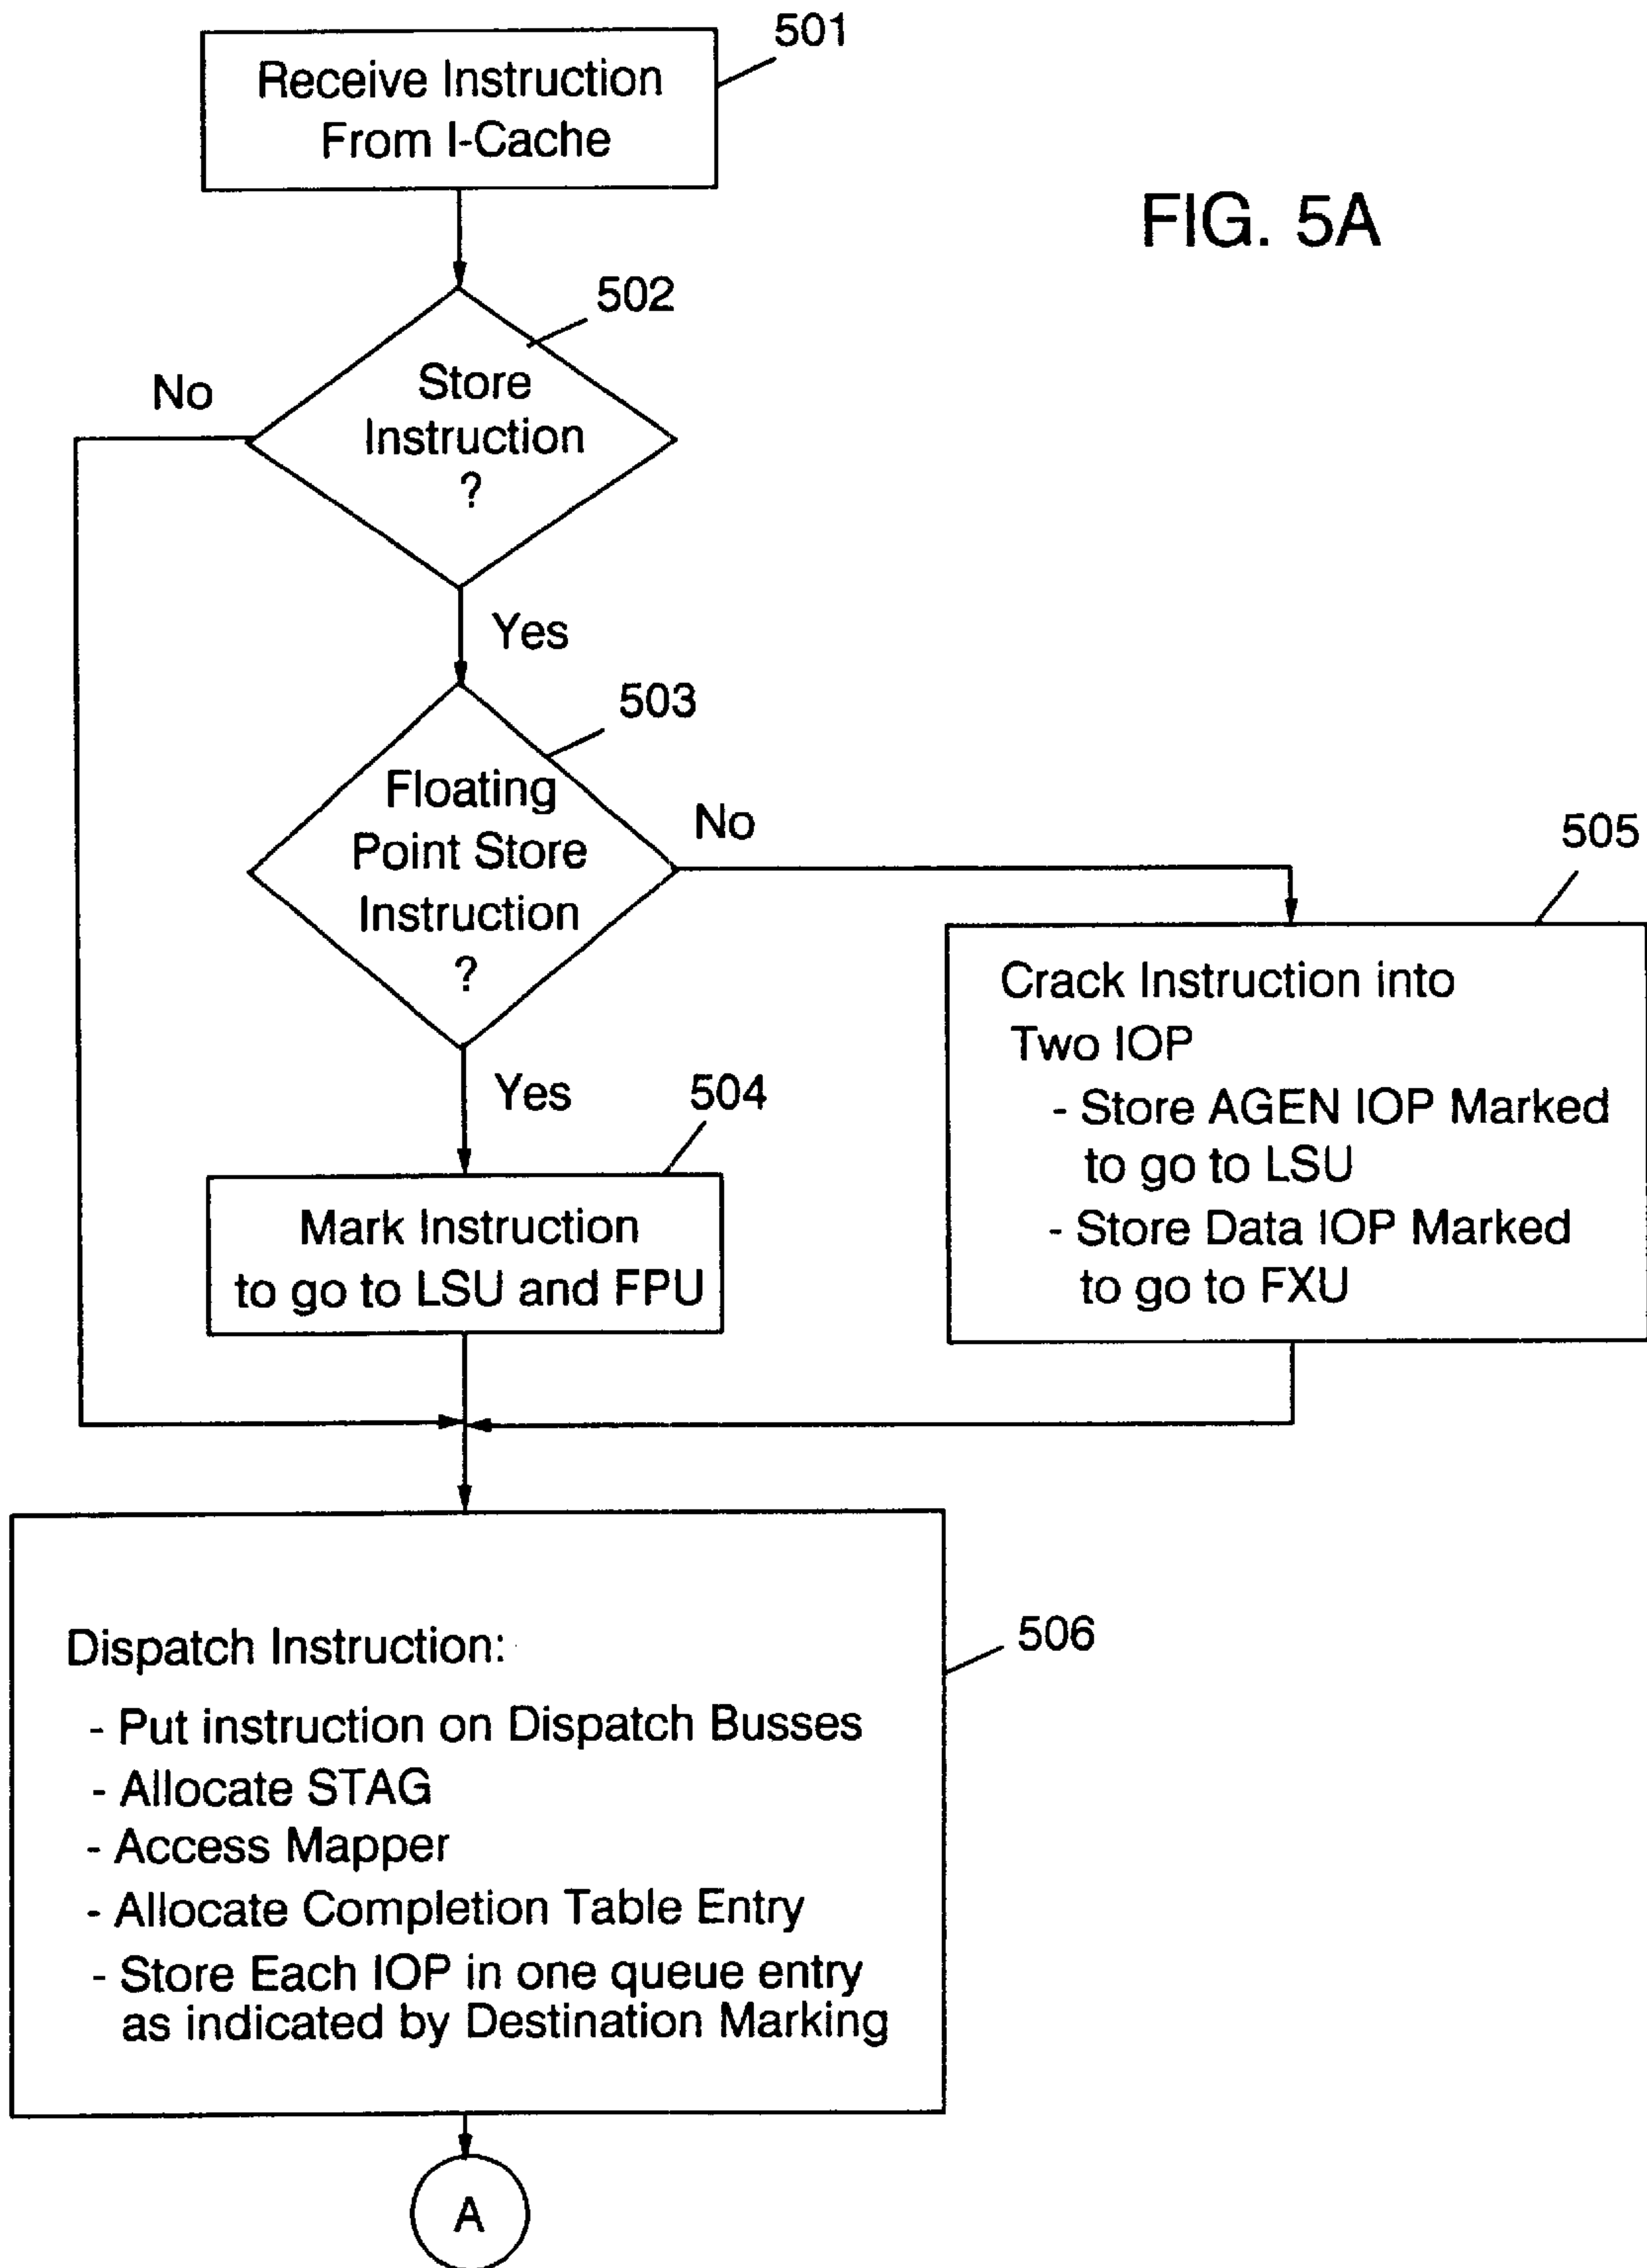 501
Receive Instruction
From I-Cache
FIG. 5A
502
No
Store
Instruction
?
Yes
503
Floating
Point Store
Instruction
?
No
505
Crack Instruction into
Two IOP
- Store AGEN IOP Marked
to go to LSU
- Store Data IOP Marked
to go to FXU
Yes
504
Mark Instruction
to go to LSU and FPU
506
Dispatch Instruction:
- Put instruction on Dispatch Busses
- Allocate STAG
- Access Mapper
- Allocate Completion Table Entry
- Store Each IOP in one queue entry
as indicated by Destination Marking
A